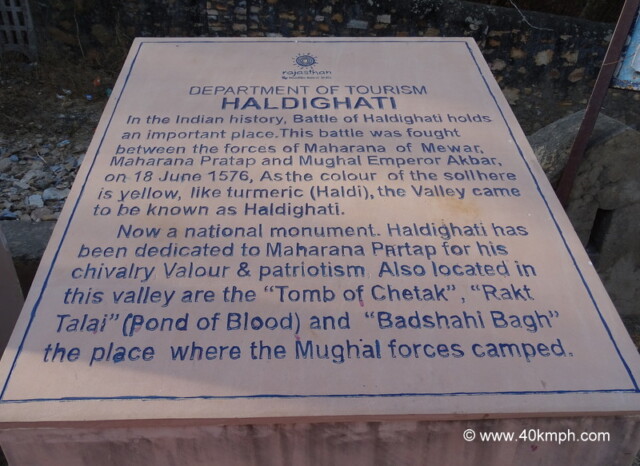 rajasthan
DEPARTMENT OF TOURISM
HALDIGHATI
In the Indian history, Battle of Haldighati holds
an important place.This battle was fought
between the forces of Maharana of Mewar,
Maharana Pratap and Mughal Emperor Akbar,
on 18 June 1576, As the colour of the soil here
is yellow, like turmeric (Haldi), the Valley came
to be known as Haldighati.
Now a national monument. Haldighati has
been dedicated to Maharana Partap for his
chivalry Valour & patriotism Also located in
this valley are the “Tomb of Chetak”, “Rakt
Talai” (Pond of Blood) and “Badshahi Bagh”
the place where the Mughal forces camped.
© www.40kmph.com